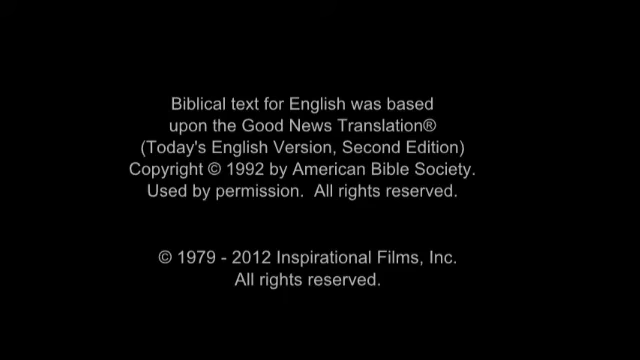 Biblical text for English was based
upon the Good News Translation®
(Today's English Version, Second Edition)
Copyright © 1992 by American Bible Society.
Used by permission.  All rights reserved.
© 1979 - 2012 Inspirational Films, Inc.
All rights reserved.